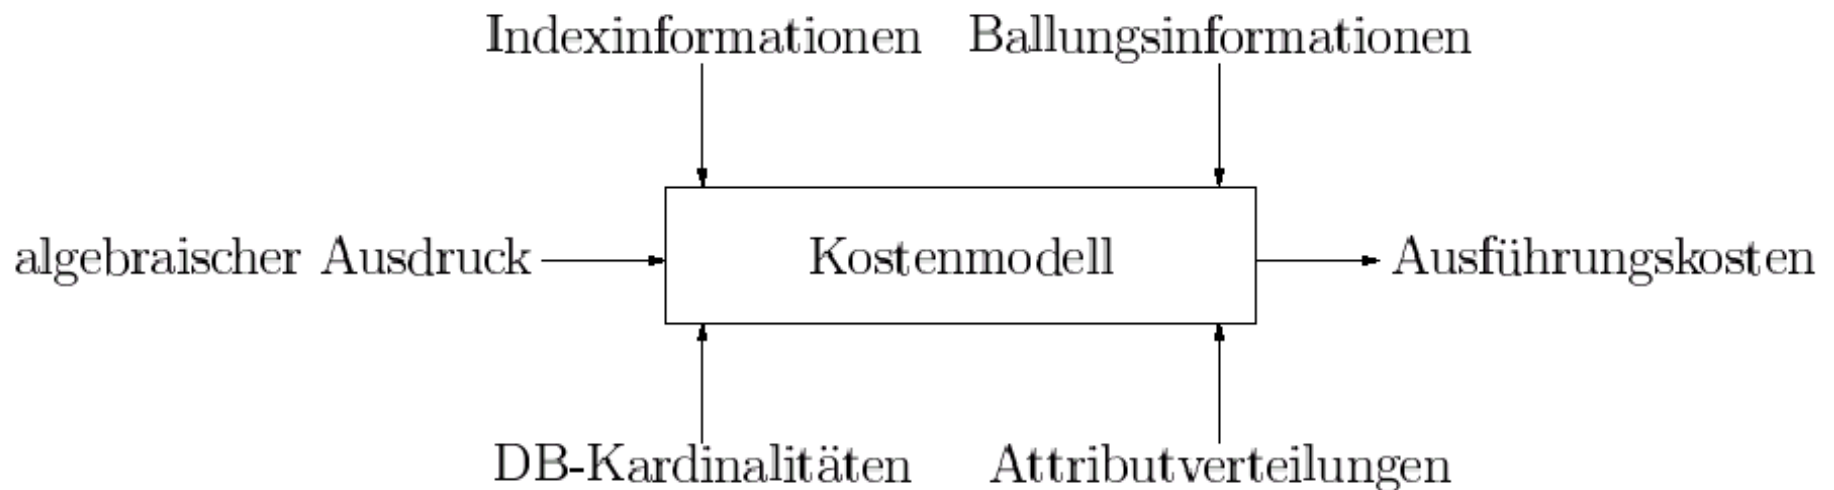 Indexinformationen Ballungsinformationen
algebraischer Ausdruck Kostenmodell Ausführungskosten
DB-Kardinalitäten Attributverteilungen